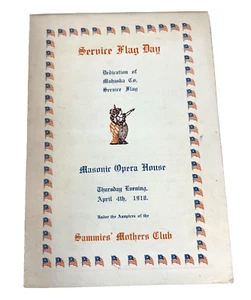 Service Flag Day
Dedication of
Mahaska Co.
Service Flag
Masonic Opera House
Thursday Evening,
April 4th, 1918.
Under the Auspices of the
Sammies' Mothers Club